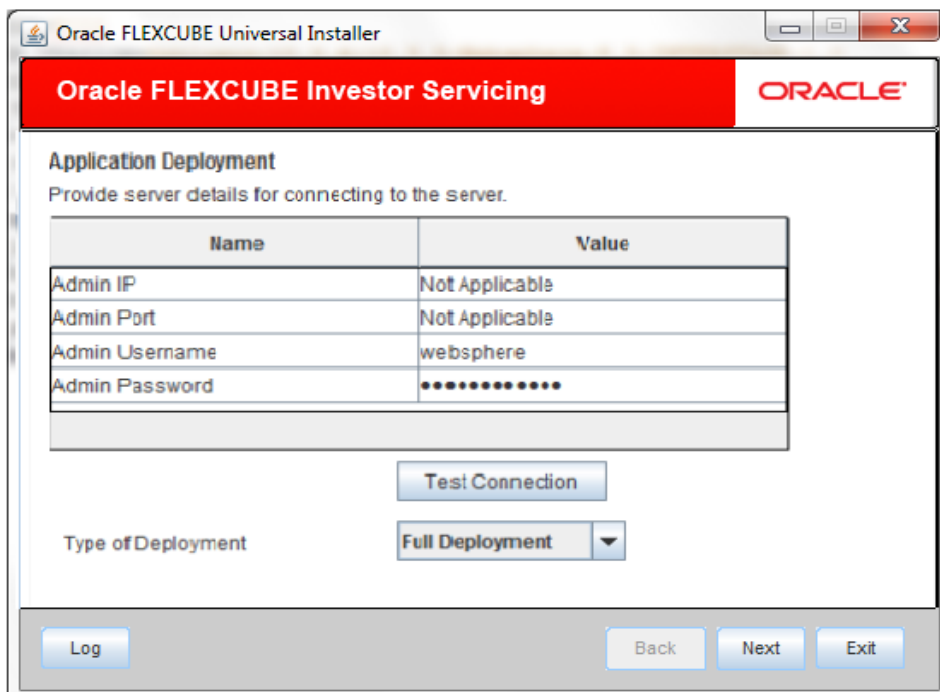 Oracle FLEXCUBE Universal Installer
Oracle FLEXCUBE Investor Servicing
ORACLE
Application Deployment
Provide server details for connecting to the server.
Name Value
Admin IP Not Applicable
Admin Port Not Applicable
Admin Username websphere
Admin Password ••••••••••••
Test Connection
Type of Deployment Full Deployment
Log Back Next Exit